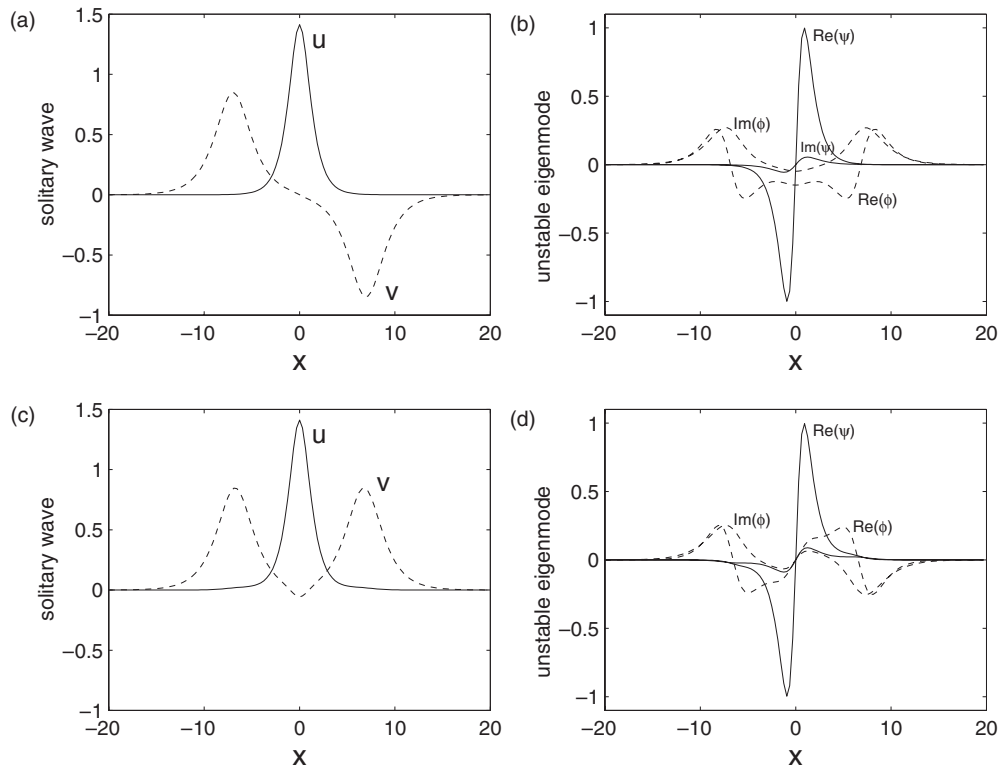 (a)
1.5
1
0.5
0
−0.5
−1
−20
−10
0
10
20
solitary wave
x
u
v
(b)
1
0.5
0
−0.5
−1
−20
−10
0
10
20
unstable eigenmode
x
Re(ψ)
Im(ϕ)
Im(ψ)
Re(ϕ)
(c)
1.5
1
0.5
0
−0.5
−1
−20
−10
0
10
20
solitary wave
x
u
v
(d)
1
0.5
0
−0.5
−1
−20
−10
0
10
20
unstable eigenmode
x
Re(ψ)
Im(ϕ)
Re(ϕ)